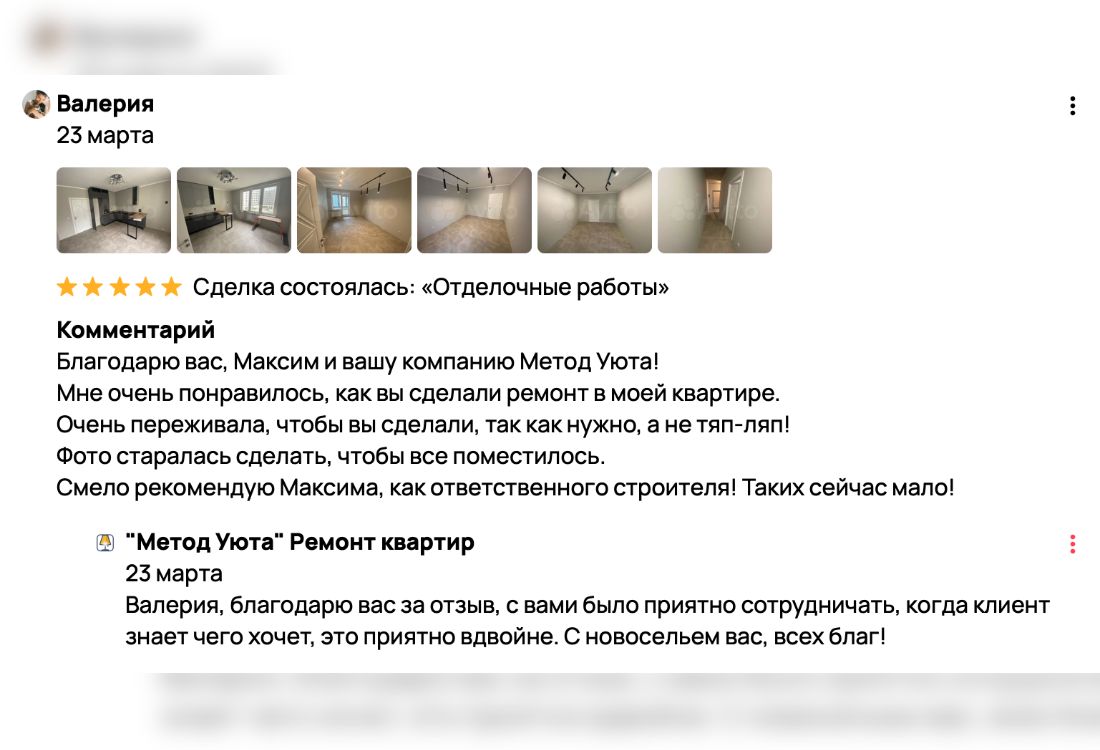 Валерия
23 марта
Avito
Avito
Avito
Сделка состоялась: «Отделочные работы»
Комментарий
Благодарю вас, Максим и вашу компанию Метод Уюта!
Мне очень понравилось, как вы сделали ремонт в моей квартире.
Очень переживала, чтобы вы сделали, так как нужно, а не тяп-ляп!
Фото старалась сделать, чтобы все поместилось.
Смело рекомендую Максима, как ответственного строителя! Таких сейчас мало!
"Метод Уюта" Ремонт квартир
23 марта
Валерия, благодарю вас за отзыв, с вами было приятно сотрудничать, когда клиент
знает чего хочет, это приятно вдвойне. С новосельем вас, всех благ!